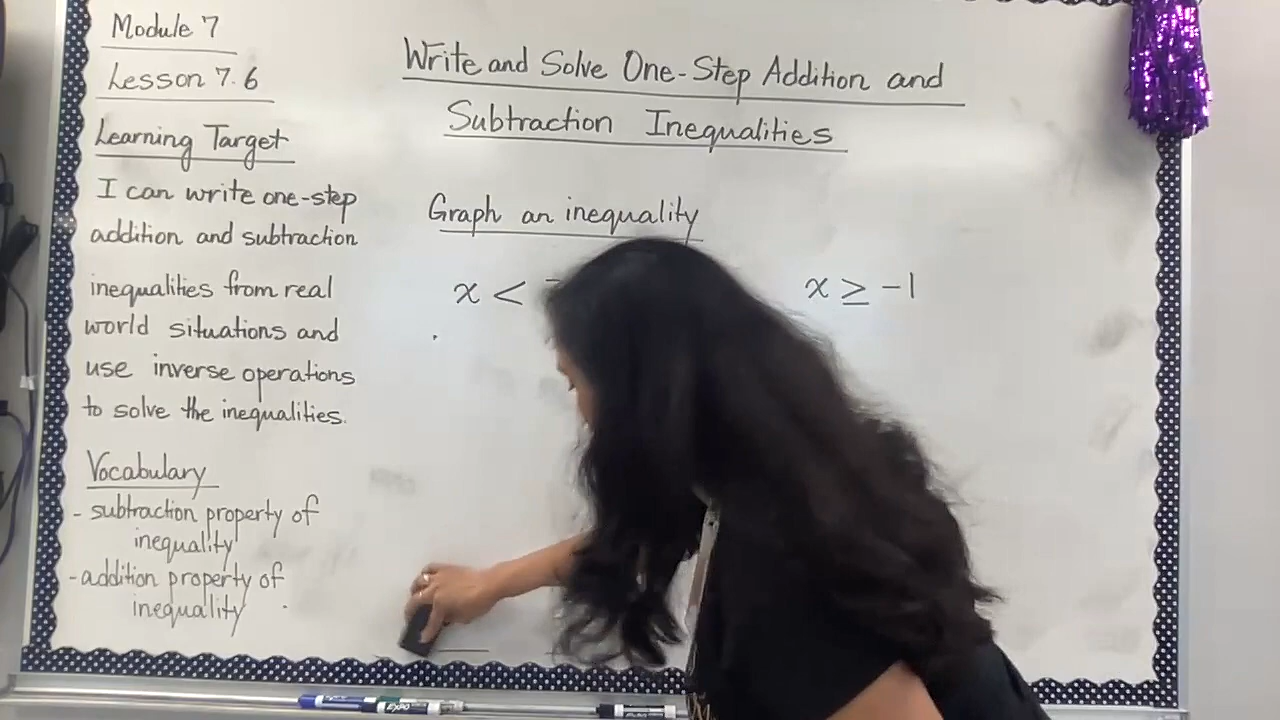 Module 7
Lesson 7.6
Learning Target
I can write one-step
addition and subtraction
inequalities from real
world situations and
use inverse operations
to solve the inequalities.
Vocabulary
- subtraction property of
inequality
- addition property of
inequality
Write and Solve One-Step Addition and
Subtraction Inequalities
Graph an inequality
x <
x ≥ -1
EXPO